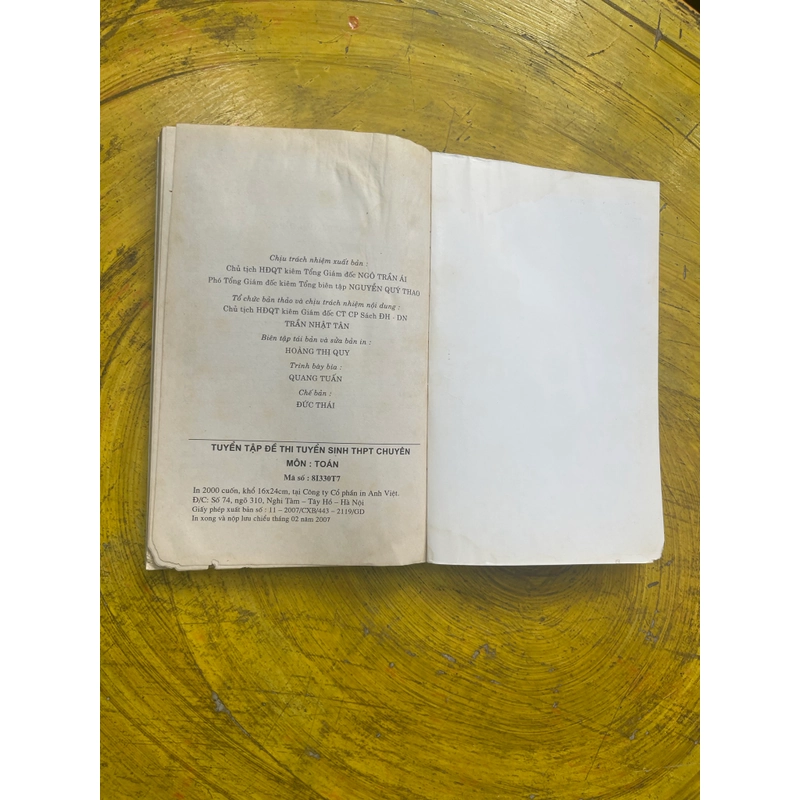 Chịu trách nhiệm xuất bản :
Chủ tịch HĐQT kiêm Tổng Giám đốc NGÔ TRẦN ÁI
Phó Tổng Giám đốc kiêm Tổng biên tập NGUYỄN QUÝ THAO
Tổ chức bản thảo và chịu trách nhiệm nội dung :
Chủ tịch HĐQT kiêm Giám đốc CT CP Sách ĐH - DN
TRẦN NHẬT TÂN
Biên tập tái bản và sửa bản in :
HOÀNG THỊ QUY
Trình bày bìa :
QUANG TUẤN
Chế bản :
ĐỨC THÁI
TUYỂN TẬP ĐỀ THI TUYỂN SINH THPT CHUYÊN
MÔN : TOÁN
Mã số : 8I330T7
In 2000 cuốn, khổ 16x24cm, tại Công ty Cổ phần in Anh Việt.
Đ/C: Số 74, ngõ 310, Nghi Tàm – Tây Hồ – Hà Nội
Giấy phép xuất bản số : 11 – 2007/CXB/443 – 2119/GD
In xong và nộp lưu chiểu tháng 02 năm 2007